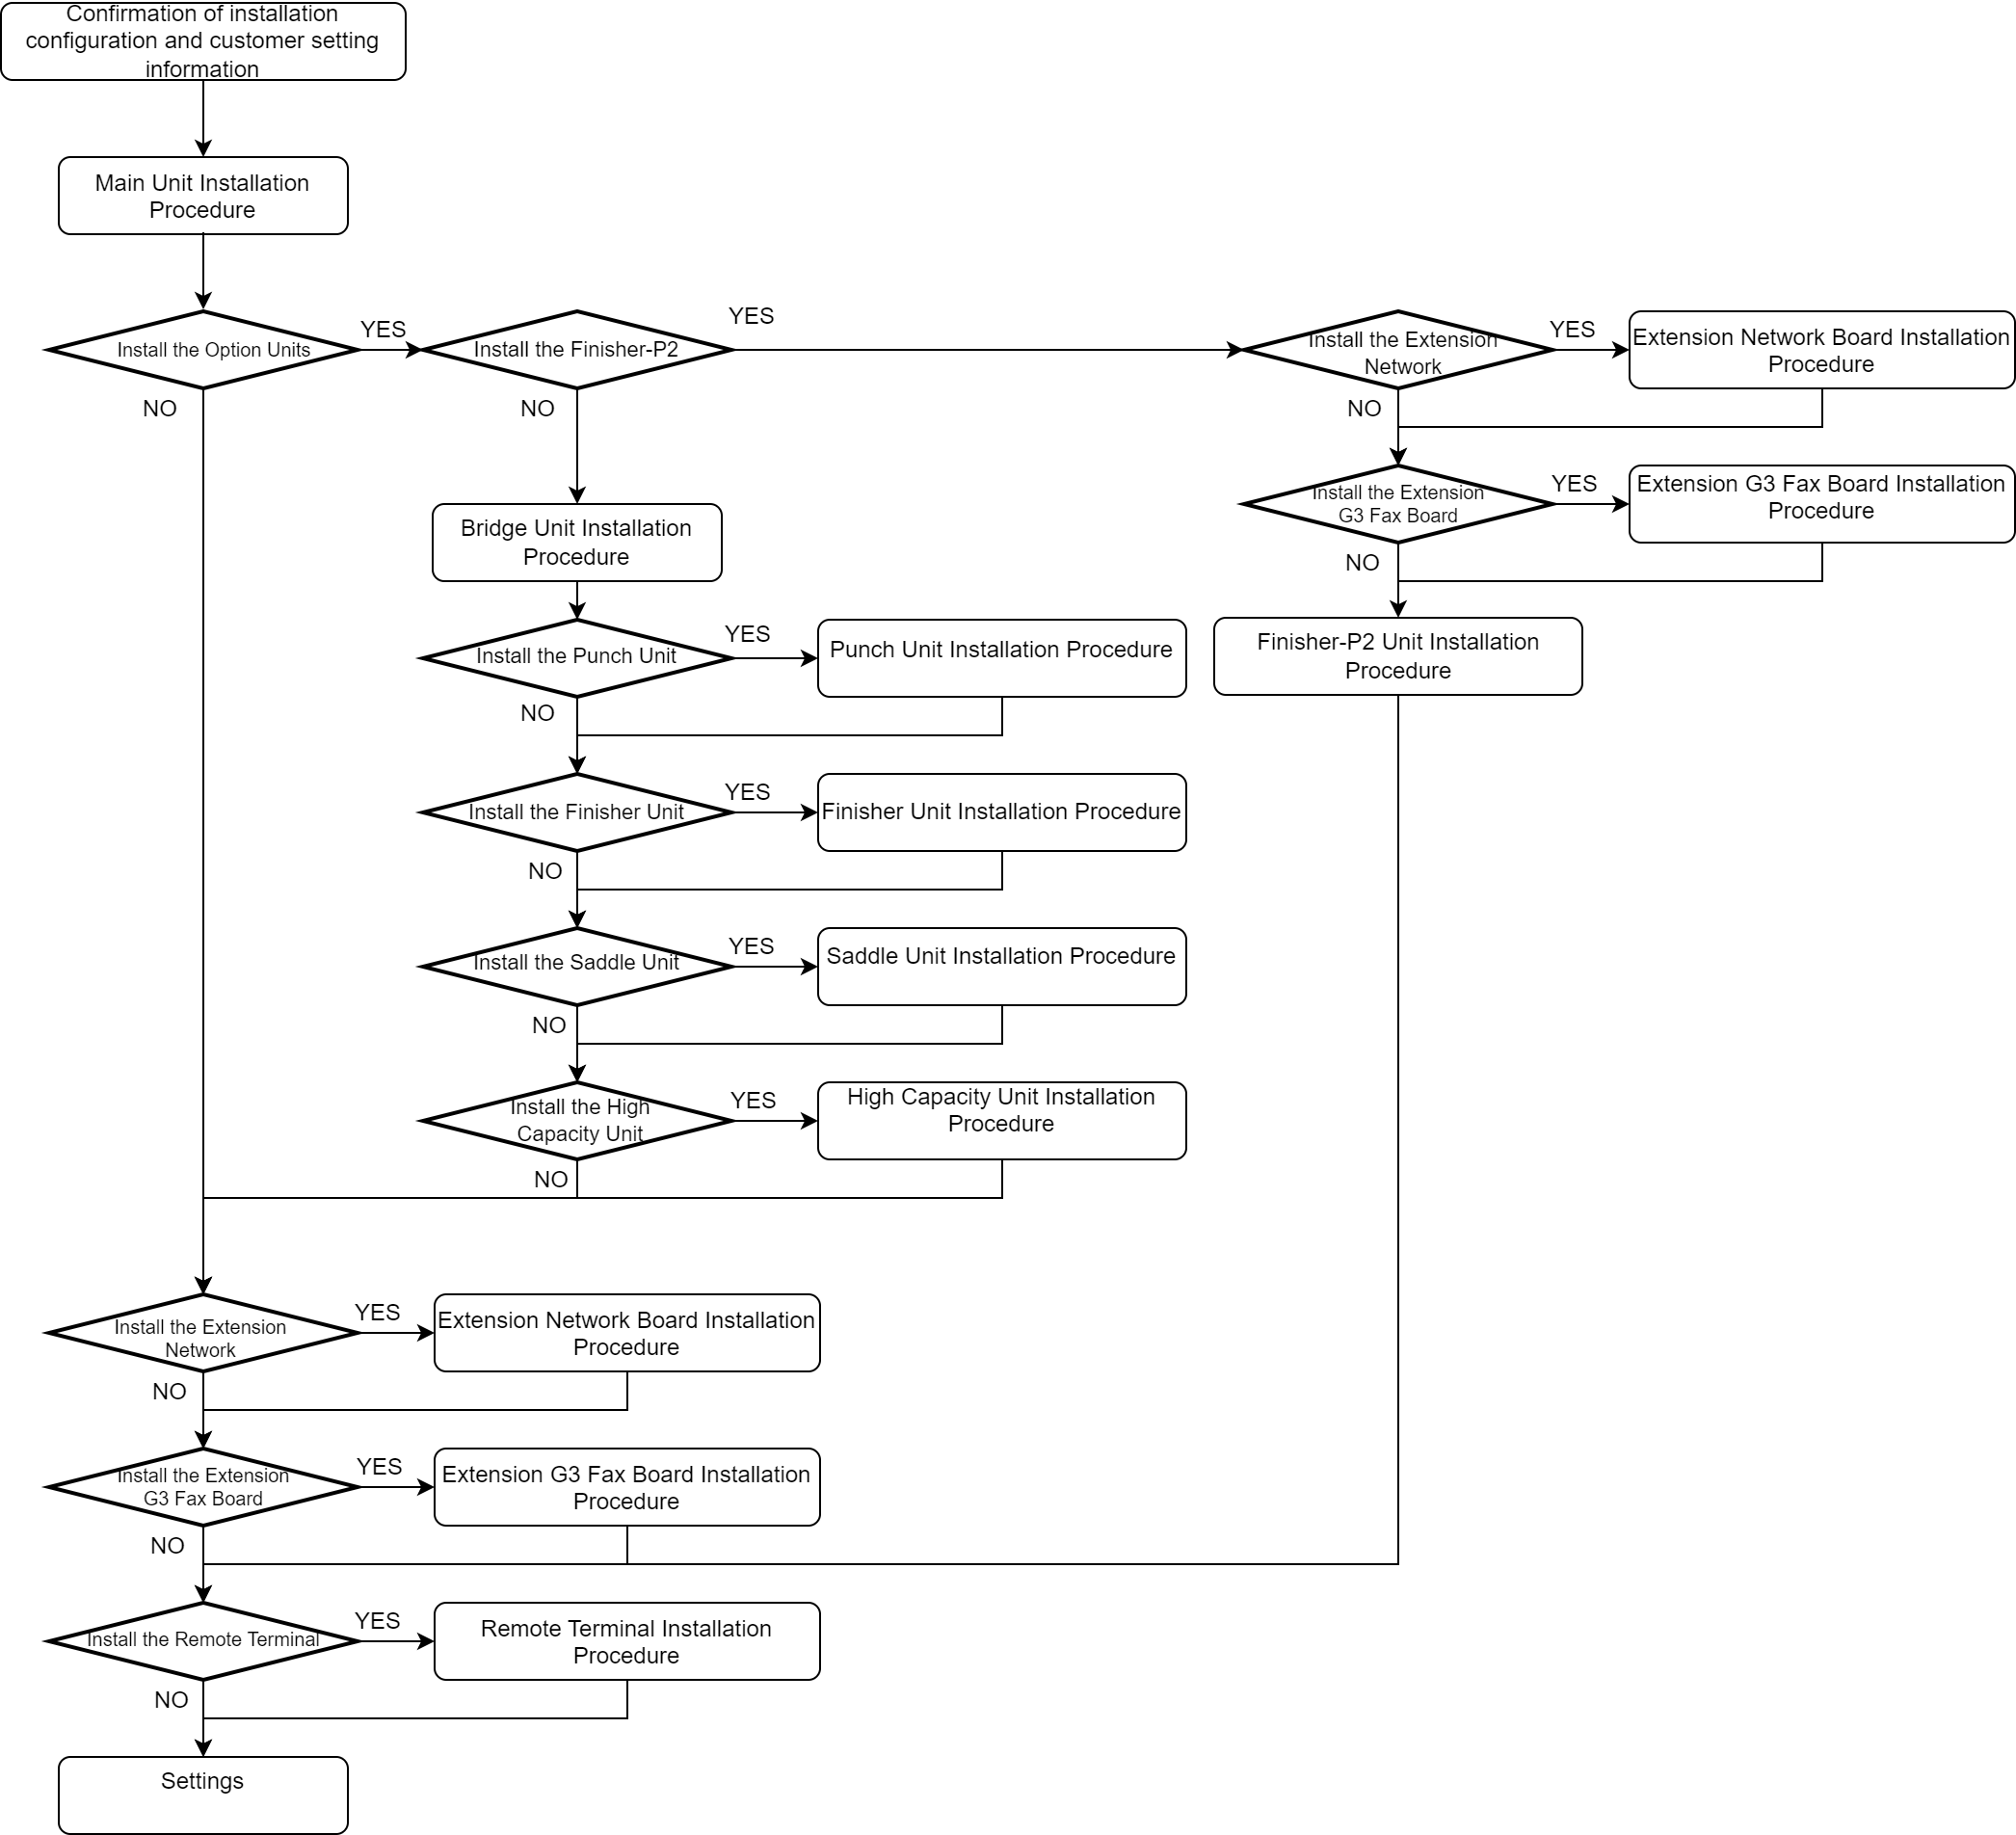 Confirmation of installation
configuration and customer setting
information
Main Unit Installation
Procedure
Install the Option Units
YES
NO
Install the Finisher-P2
YES
NO
Install the Extension
Network
YES
NO
Extension Network Board Installation
Procedure
Install the Extension
G3 Fax Board
YES
NO
Extension G3 Fax Board Installation
Procedure
Finisher-P2 Unit Installation
Procedure
Bridge Unit Installation
Procedure
Install the Punch Unit
YES
NO
Punch Unit Installation Procedure
Install the Finisher Unit
YES
NO
Finisher Unit Installation Procedure
Install the Saddle Unit
YES
NO
Saddle Unit Installation Procedure
Install the High
Capacity Unit
YES
NO
High Capacity Unit Installation
Procedure
Install the Extension
Network
YES
NO
Extension Network Board Installation
Procedure
Install the Extension
G3 Fax Board
YES
NO
Extension G3 Fax Board Installation
Procedure
Install the Remote Terminal
YES
NO
Remote Terminal Installation
Procedure
Settings